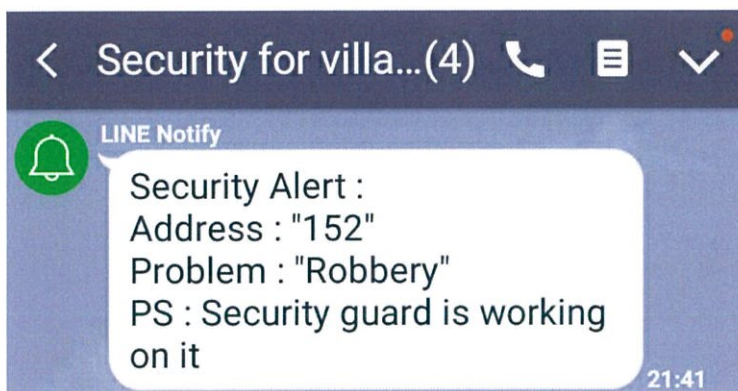 Security for villa...(4)
LINE Notify
Security Alert :
Address : "152"
Problem : "Robbery"
PS : Security guard is working
on it
21:41